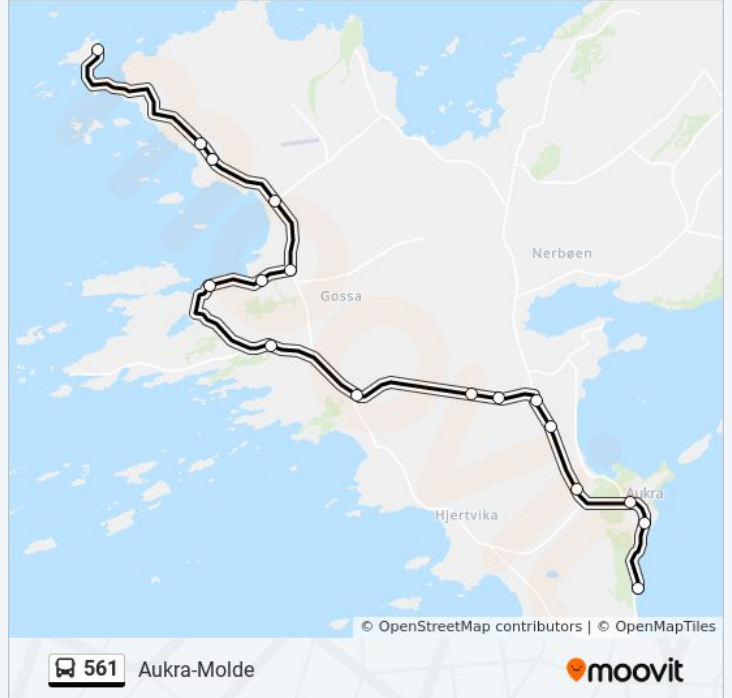 Nerbøen
Gossa
Aukra
Hjertvika
© OpenStreetMap contributors | © OpenMapTiles
561 Aukra-Molde
moovit